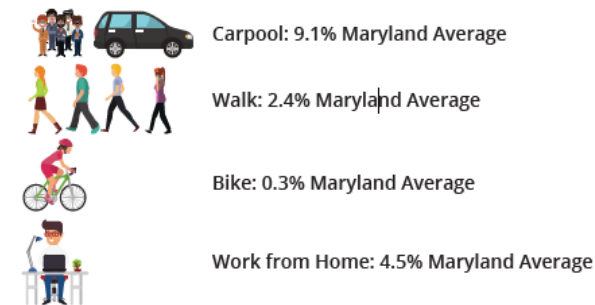 Carpool: 9.1% Maryland Average
Walk: 2.4% Maryland Average
Bike: 0.3% Maryland Average
Work from Home: 4.5% Maryland Average